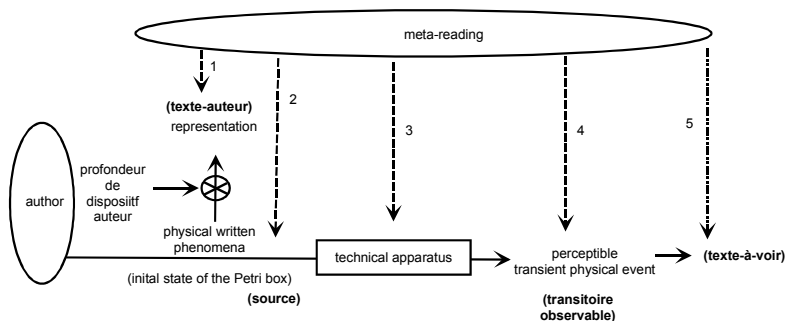 meta-reading
1
2
3
4
5
(texte-auteur)
representation
profondeur
de
dispositif
auteur
author
physical written
phenomena
technical apparatus
perceptible
transient physical event
(texte-à-voir)
(inital state of the Petri box)
(source)
(transitoire
observable)